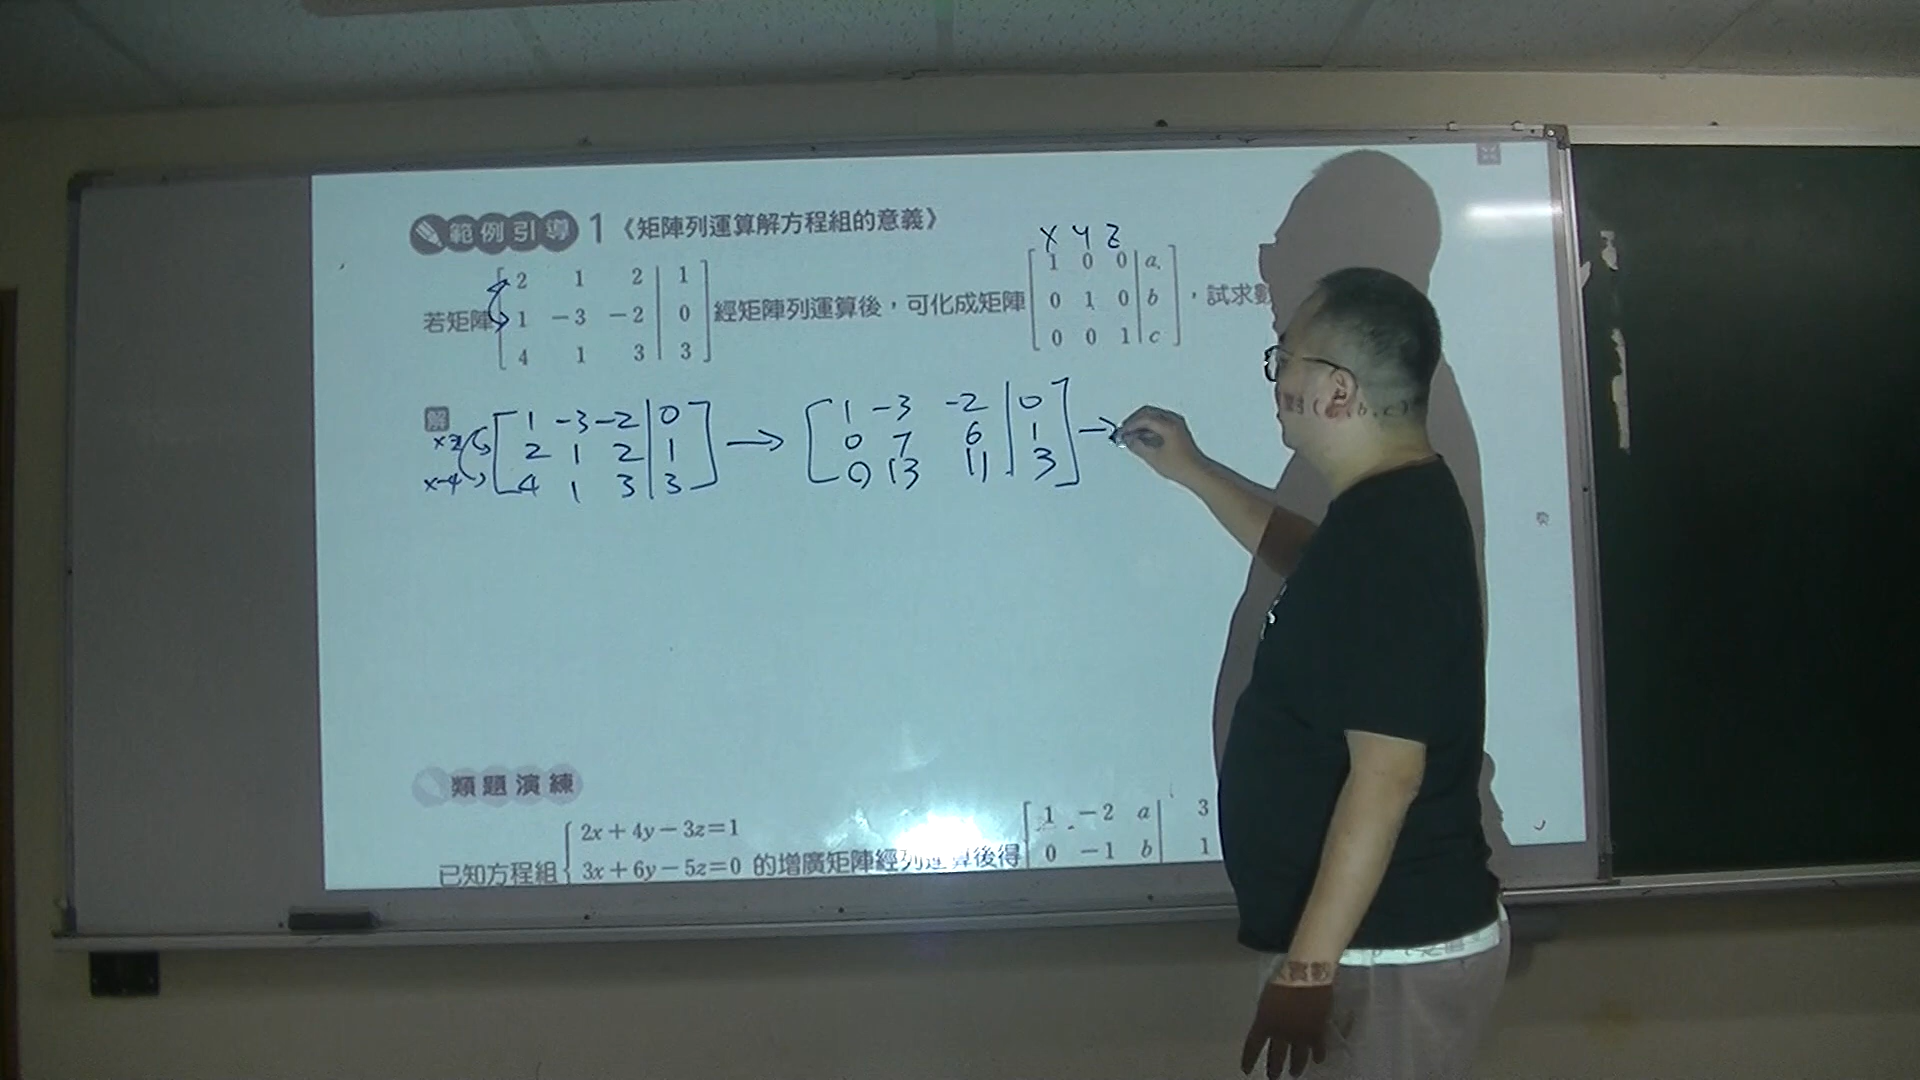 範例引導 1《矩陣列運算解方程組的意義》
x y z
若矩陣 [2 1 2 | 1] 經矩陣列運算後，可化成矩陣 [1 0 0 | a] ，試求數
[1 -3 -2 | 0] [0 1 0 | b]
[4 1 3 | 3] [0 0 1 | c]
解
[1 -3 -2 | 0] → [1 -3 -2 | 0] →
[2 1 2 | 1] [0 7 6 | 1]
×-4 [4 1 3 | 3] [0 13 11 | 3]
類題演練
已知方程組 { 2x+4y-3z=1
3x+6y-5z=0 的增廣矩陣經列運算後得 [1 -2 a | 3
0 -1 b | 1